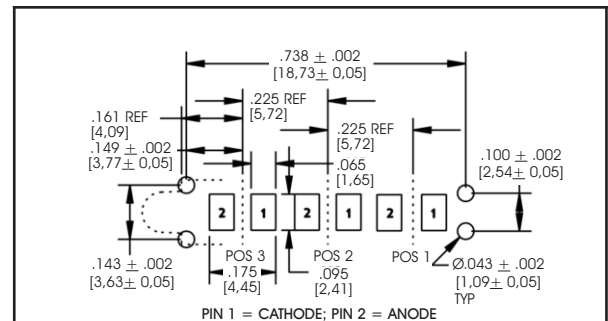 .738 ± .002
[18,73± 0,05]
.225 REF
[5,72]
.161 REF
[4,09]
.225 REF
[5,72]
.149 ± .002
[3,77± 0,05]
.065
[1,65]
.100 ± .002
[2,54± 0,05]
2 1 2 1 2 1
POS 3 POS 2 POS 1
.143 ± .002
[3,63± 0,05]
.175
[4,45]
.095
[2,41]
Ø.043 ± .002
[1,09± 0,05]
TYP
PIN 1 = CATHODE; PIN 2 = ANODE